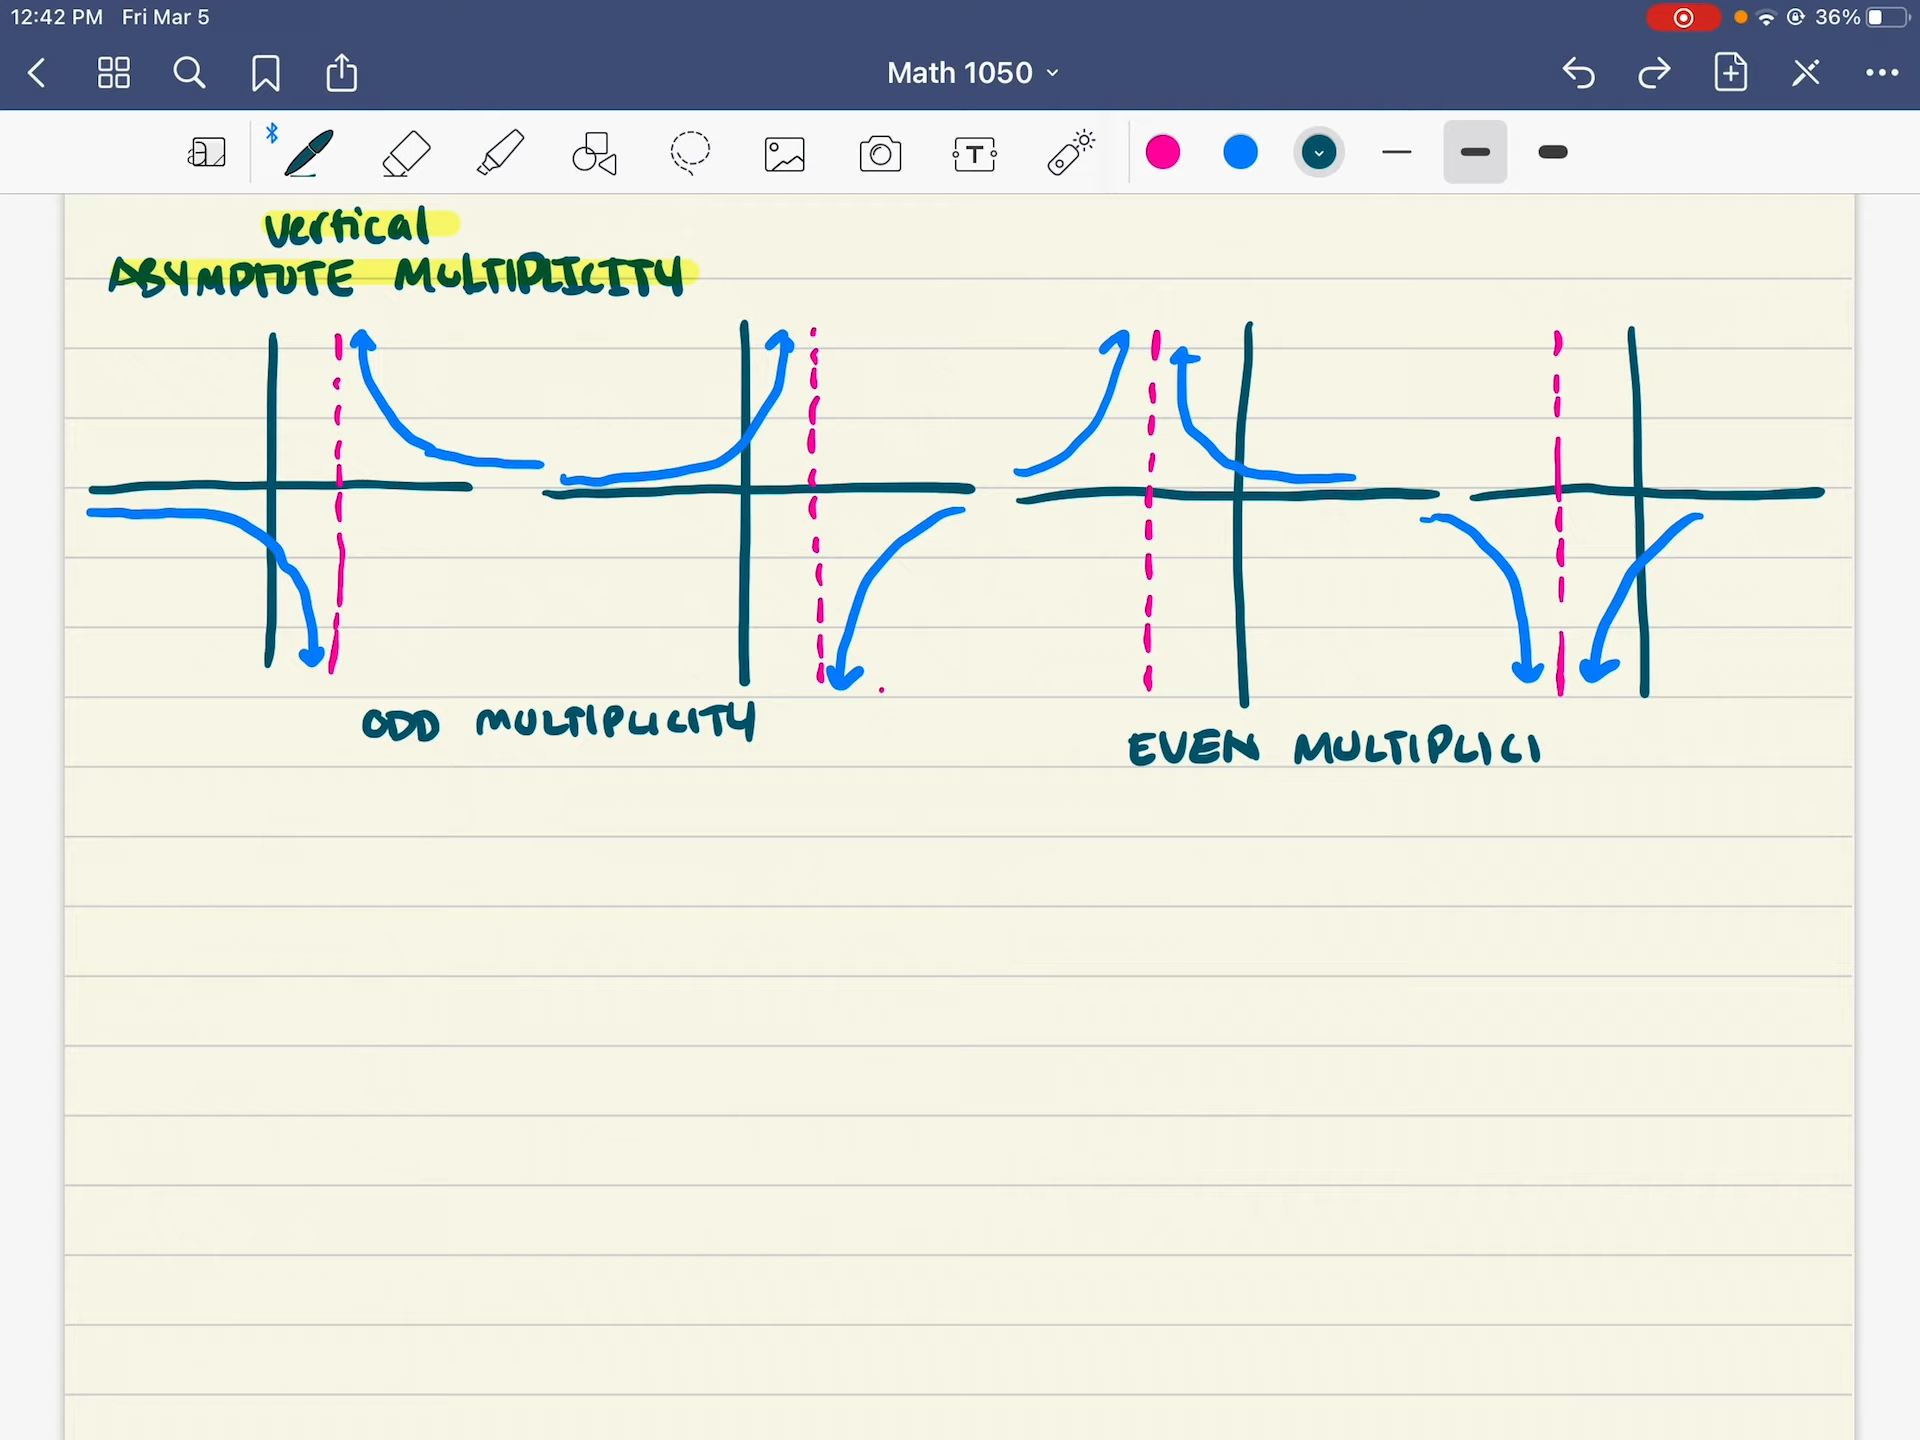 12:42 PM Fri Mar 5
36%
Math 1050
T
Vertical
ASYMPTOTE MULTIPLICITY
ODD MULTIPLICITY
EVEN MULTIPLICI